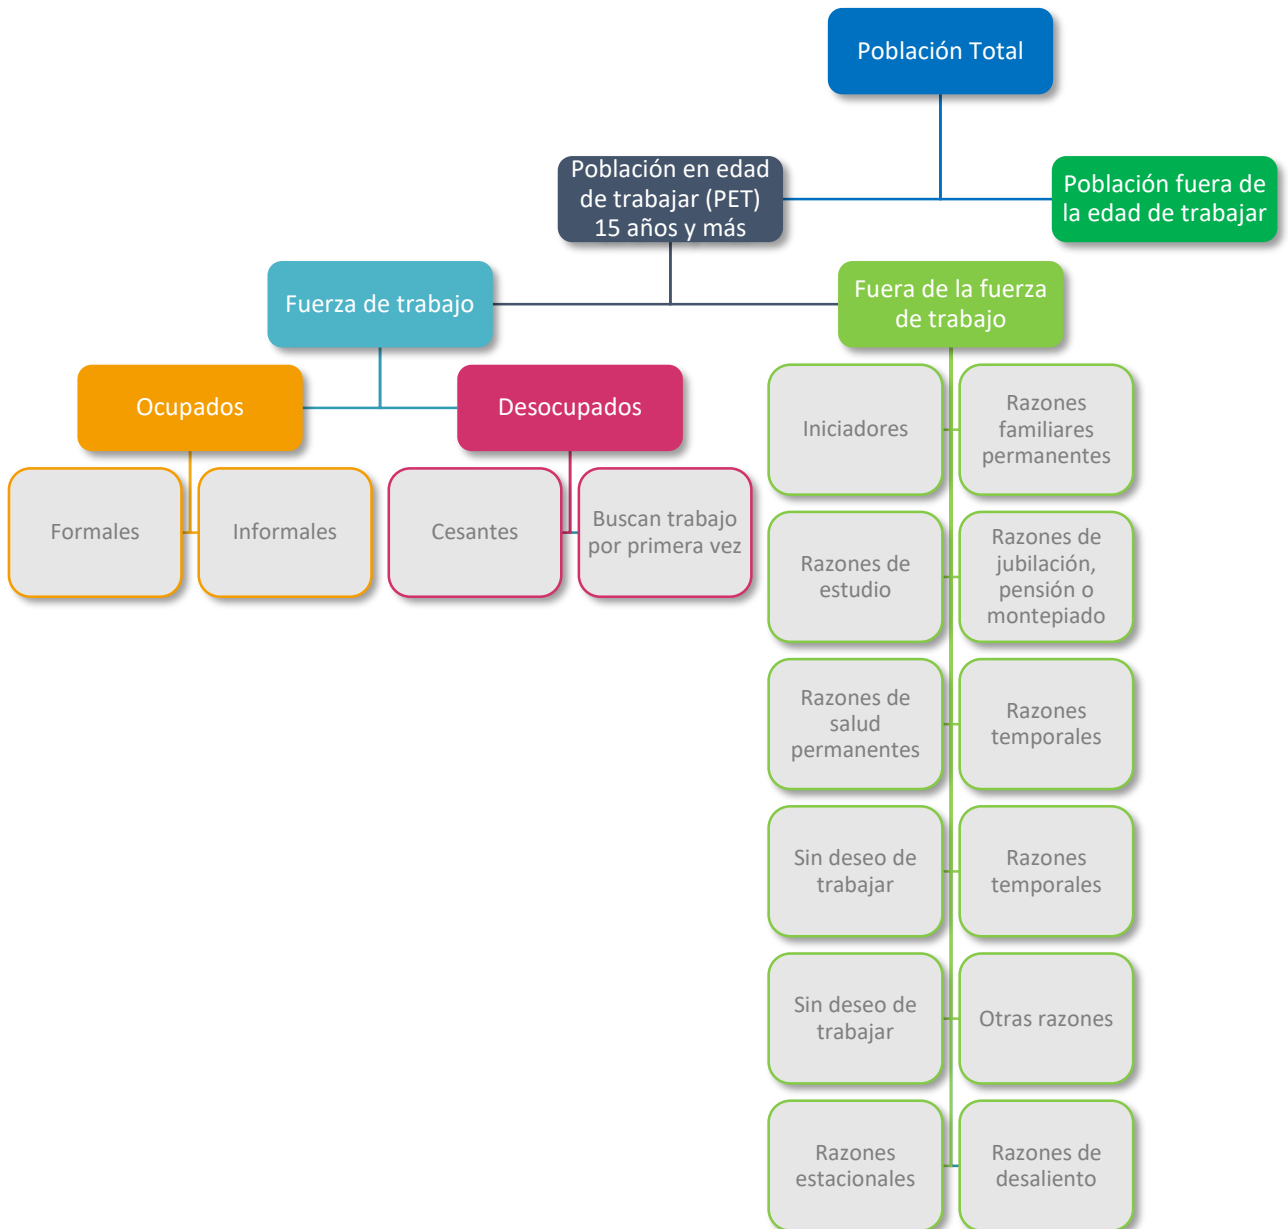 Población Total
Población en edad
de trabajar (PET)
15 años y más
Población fuera de
la edad de trabajar
Fuerza de trabajo
Fuera de la fuerza
de trabajo
Ocupados
Desocupados
Formales
Informales
Cesantes
Buscan trabajo
por primera vez
Iniciadores
Razones
familiares
permanentes
Razones de
estudio
Razones de
jubilación,
pensión o
montepiado
Razones de
salud
permanentes
Razones
temporales
Sin deseo de
trabajar
Razones
temporales
Sin deseo de
trabajar
Otras razones
Razones
estacionales
Razones de
desaliento